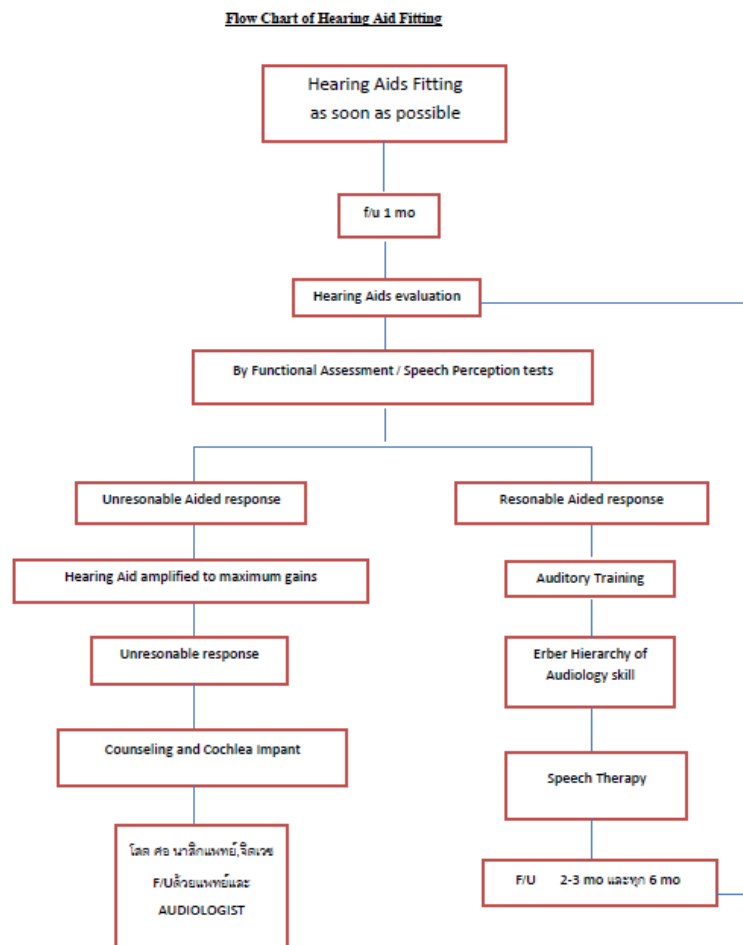 Flow Chart of Hearing Aid Fitting
Hearing Aids Fitting
as soon as possible
f/u 1 mo
Hearing Aids evaluation
By Functional Assessment / Speech Perception tests
Unresonable Aided response
Resonable Aided response
Hearing Aid amplified to maximum gains
Auditory Training
Unresonable response
Erber Hierarchy of
Audiology skill
Counseling and Cochlea Impant
Speech Therapy
โสต ศอ นาสิกแพทย์,จิตเวช
F/Uด้วยแพทย์และ
AUDIOLOGIST
F/U 2-3 mo และทุก 6 mo